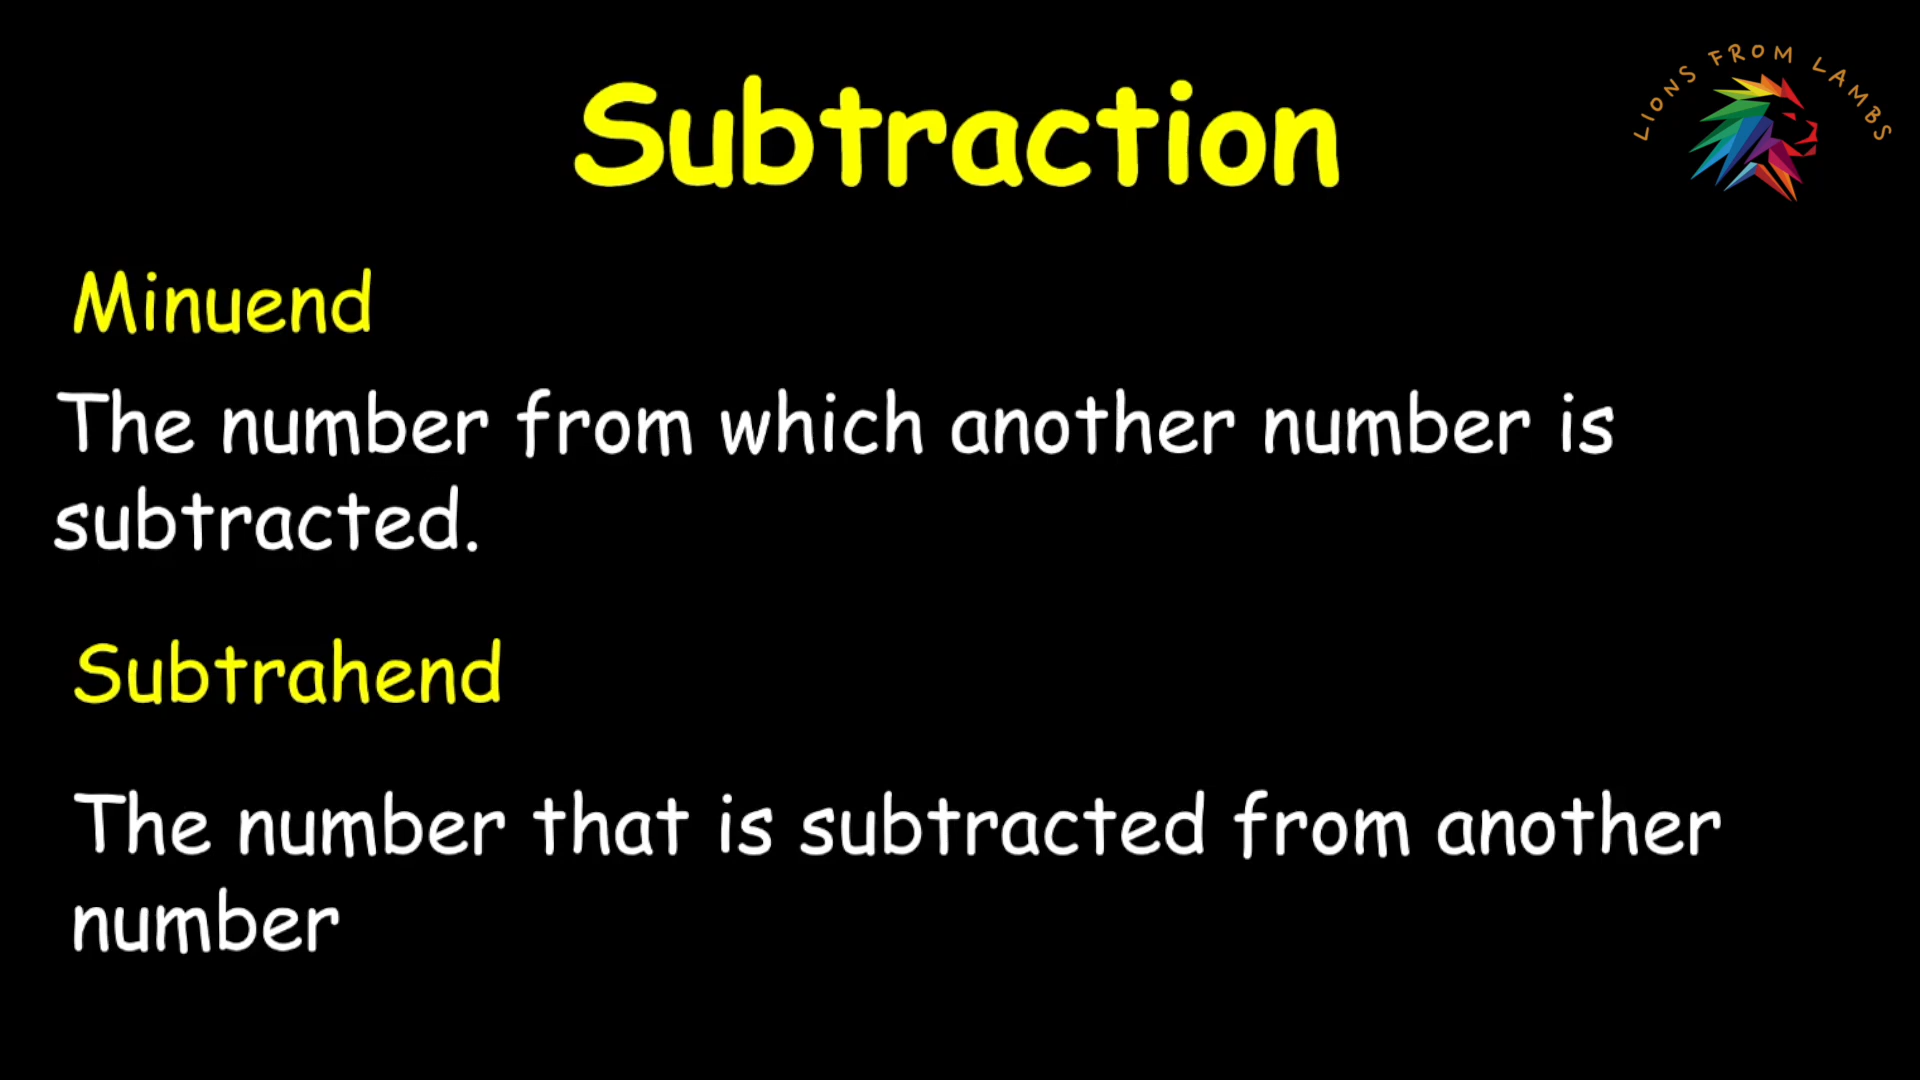 LIONS FROM LAMBS
Subtraction
Minuend
The number from which another number is
subtracted.
Subtrahend
The number that is subtracted from another
number